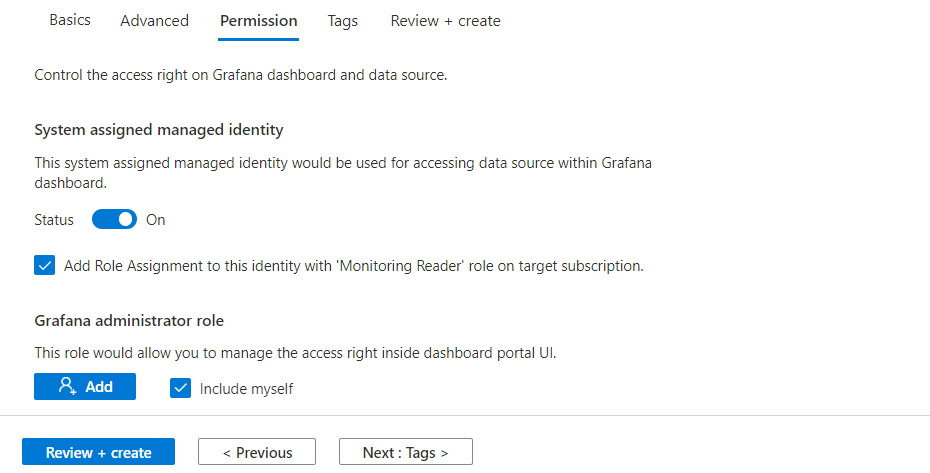 Basics Advanced Permission Tags Review + create
Control the access right on Grafana dashboard and data source.
System assigned managed identity
This system assigned managed identity would be used for accessing data source within Grafana
dashboard.
Status On
Add Role Assignment to this identity with 'Monitoring Reader' role on target subscription.
Grafana administrator role
This role would allow you to manage the access right inside dashboard portal UI.
Add Include myself
Review + create < Previous Next : Tags >